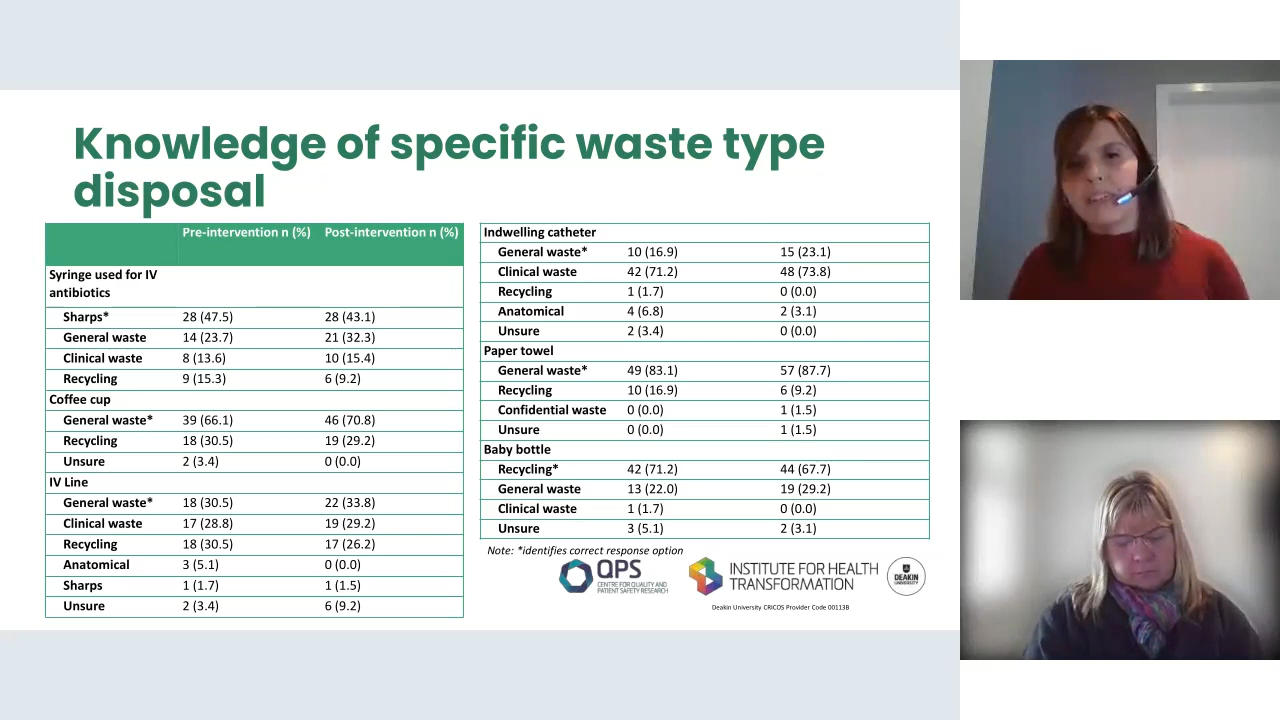 Knowledge of specific waste type
disposal
Pre-intervention n (%) Post-intervention n (%)
Syringe used for IV
antibiotics
Sharps* 28 (47.5) 28 (43.1)
General waste 14 (23.7) 21 (32.3)
Clinical waste 8 (13.6) 10 (15.4)
Recycling 9 (15.3) 6 (9.2)
Coffee cup
General waste* 39 (66.1) 46 (70.8)
Recycling 18 (30.5) 19 (29.2)
Unsure 2 (3.4) 0 (0.0)
IV Line
General waste* 18 (30.5) 22 (33.8)
Clinical waste 17 (28.8) 19 (29.2)
Recycling 18 (30.5) 17 (26.2)
Anatomical 3 (5.1) 0 (0.0)
Sharps 1 (1.7) 1 (1.5)
Unsure 2 (3.4) 6 (9.2)
Indwelling catheter
General waste* 10 (16.9) 15 (23.1)
Clinical waste 42 (71.2) 48 (73.8)
Recycling 1 (1.7) 0 (0.0)
Anatomical 4 (6.8) 2 (3.1)
Unsure 2 (3.4) 0 (0.0)
Paper towel
General waste* 49 (83.1) 57 (87.7)
Recycling 10 (16.9) 6 (9.2)
Confidential waste 0 (0.0) 1 (1.5)
Unsure 0 (0.0) 1 (1.5)
Baby bottle
Recycling* 42 (71.2) 44 (67.7)
General waste 13 (22.0) 19 (29.2)
Clinical waste 1 (1.7) 0 (0.0)
Unsure 3 (5.1) 2 (3.1)
Note: *identifies correct response option
QPS
CENTRE FOR QUALITY AND
PATIENT SAFETY RESEARCH
INSTITUTE FOR HEALTH
TRANSFORMATION
DEAKIN
UNIVERSITY
Deakin University CRICOS Provider Code 00113B